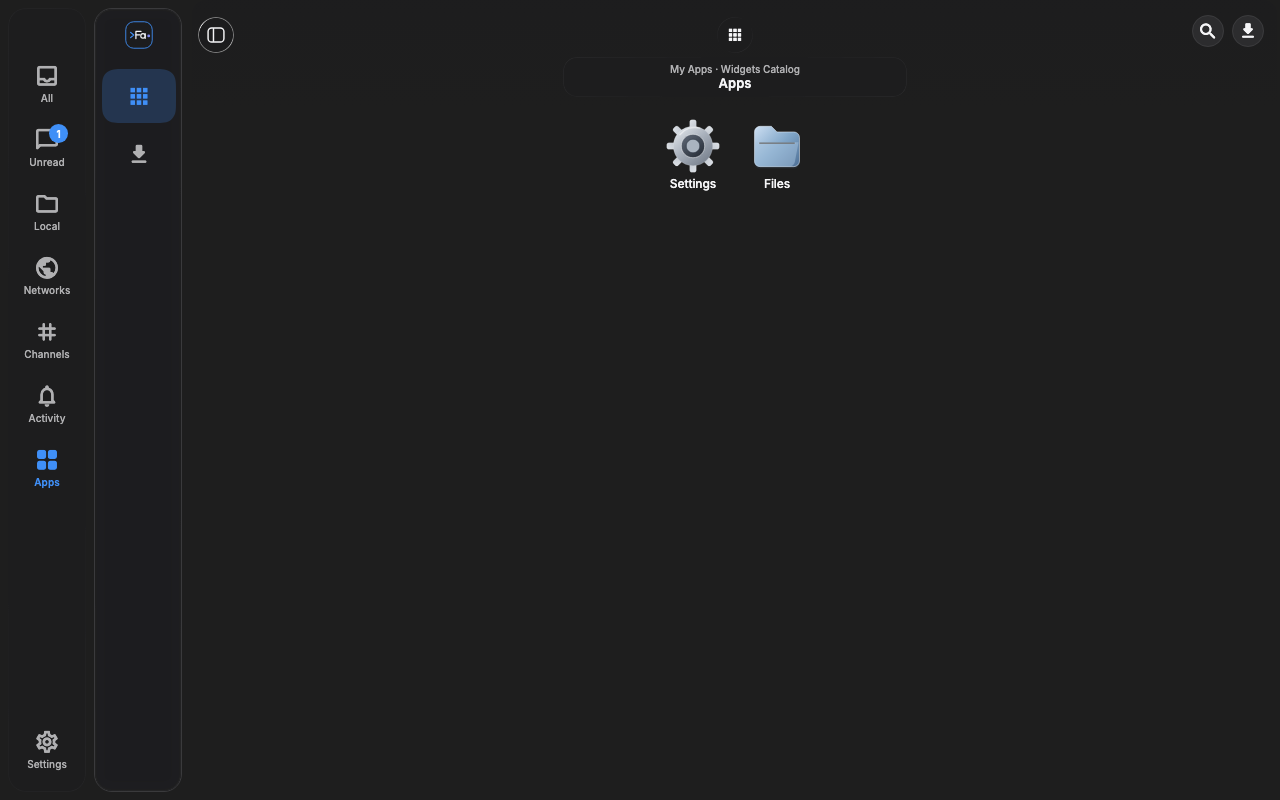 All
1
Unread
Local
Networks
Channels
Activity
Apps
Settings
>Fa
My Apps · Widgets Catalog
Apps
Settings
Files